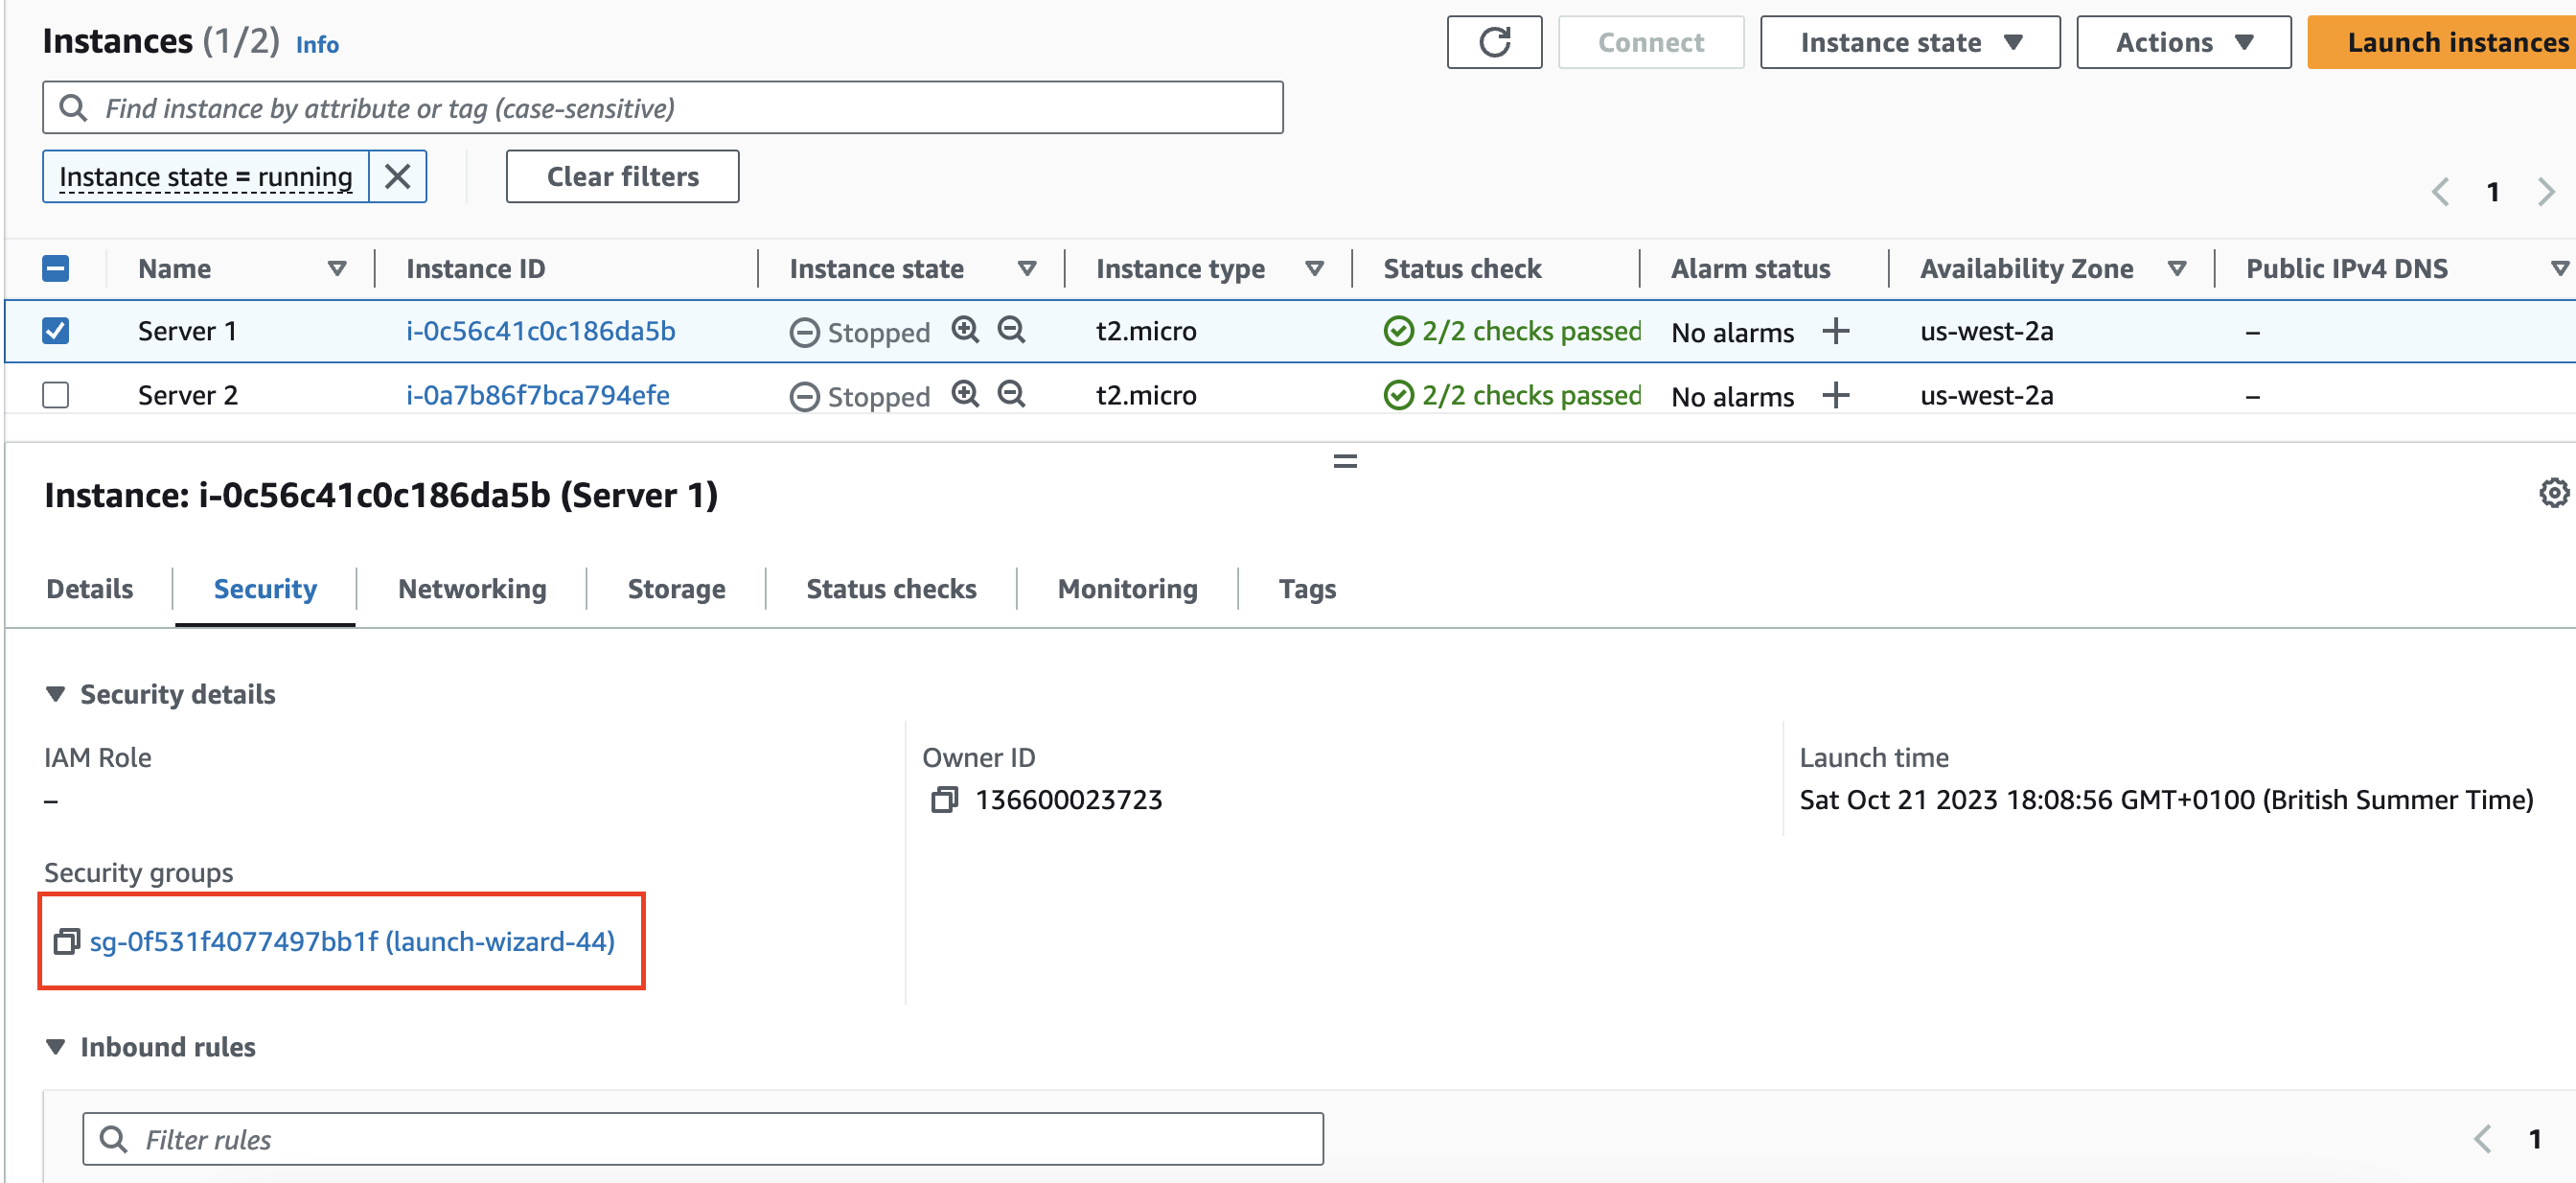 Instances (1/2) Info
Connect
Instance state
Actions
Launch instances
Find instance by attribute or tag (case-sensitive)
Instance state = running
Clear filters
1
Name Instance ID Instance state Instance type Status check Alarm status Availability Zone Public IPv4 DNS
Server 1 i-0c56c41c0c186da5b Stopped t2.micro 2/2 checks passed No alarms + us-west-2a –
Server 2 i-0a7b86f7bca794efe Stopped t2.micro 2/2 checks passed No alarms + us-west-2a –
Instance: i-0c56c41c0c186da5b (Server 1)
Details Security Networking Storage Status checks Monitoring Tags
Security details
IAM Role
–
Owner ID
136600023723
Launch time
Sat Oct 21 2023 18:08:56 GMT+0100 (British Summer Time)
Security groups
sg-0f531f4077497bb1f (launch-wizard-44)
Inbound rules
Filter rules
1